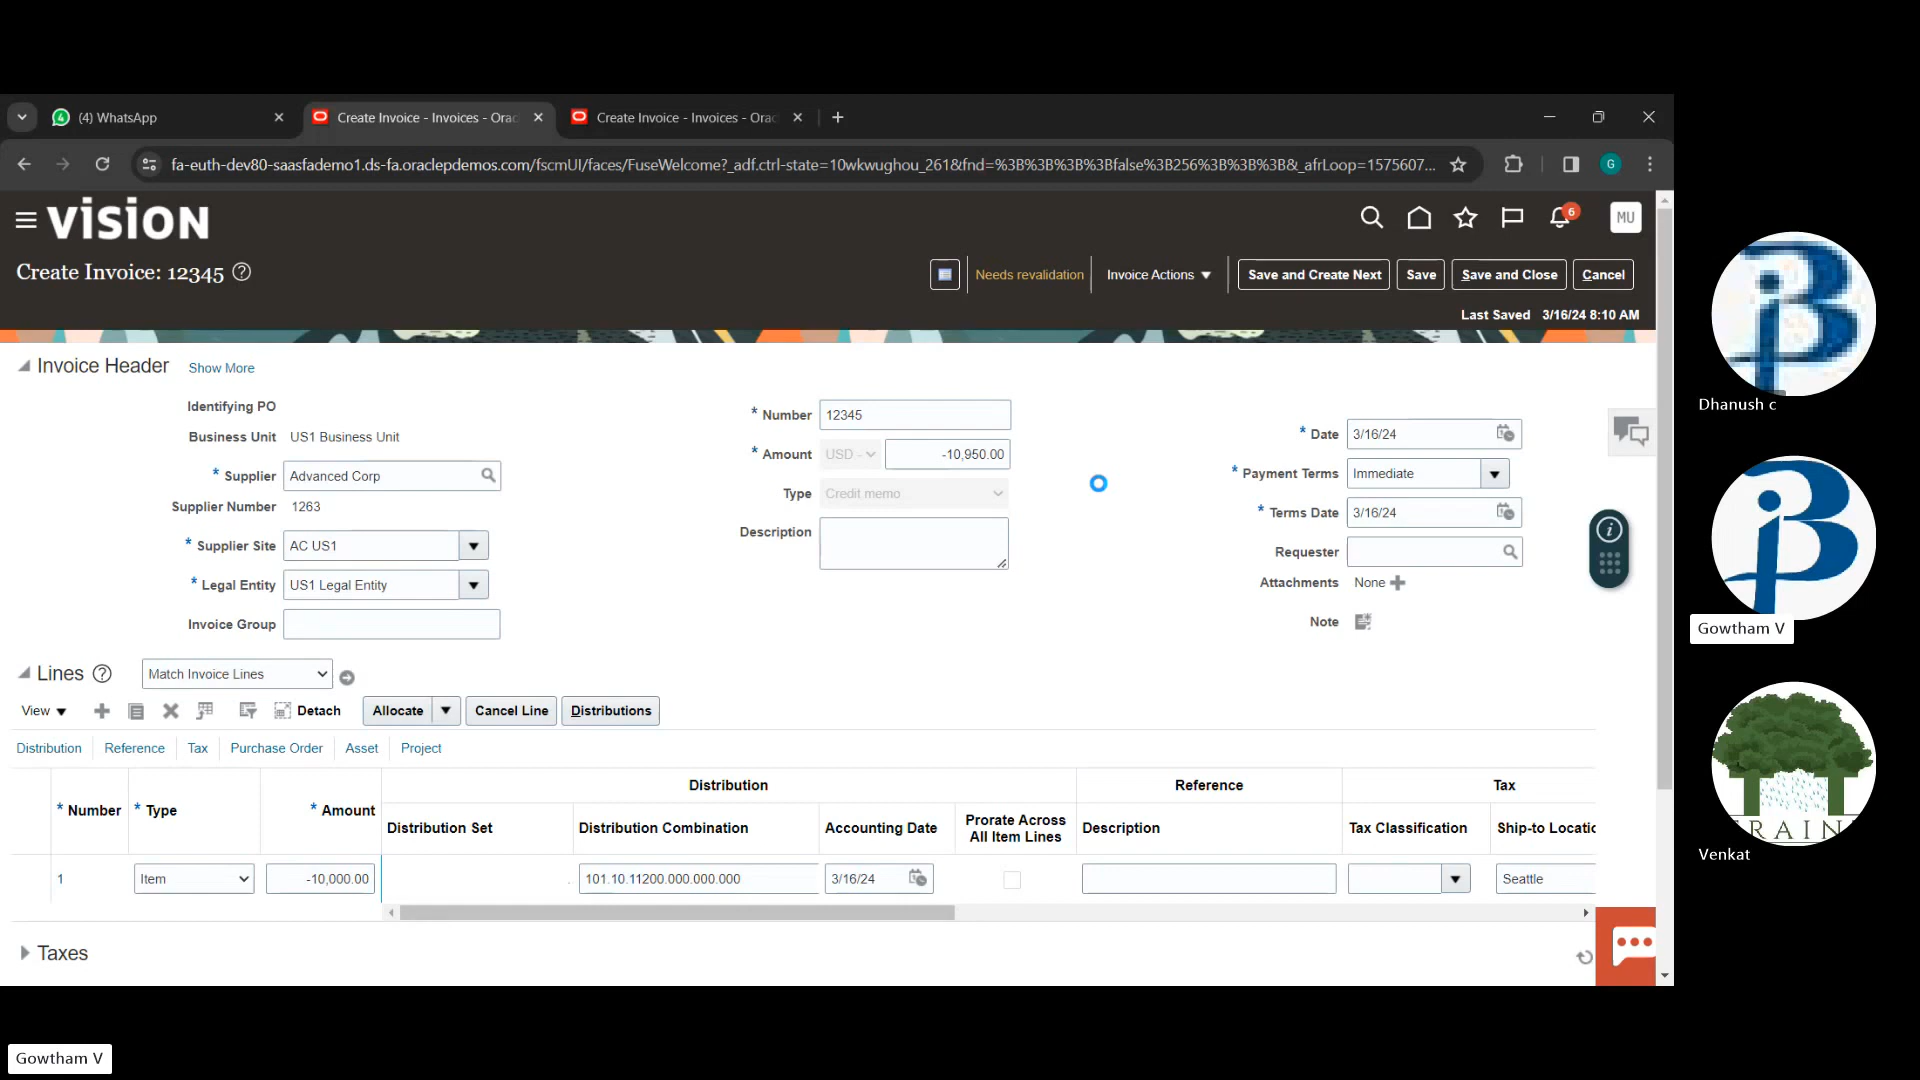 (4) WhatsApp
Create Invoice - Invoices - Orac
Create Invoice - Invoices - Orac
fa-euth-dev80-saasfademo1.ds-fa.oraclepdemos.com/fscmUI/faces/FuseWelcome?_adf.ctrl-state=10wkwughou_261&fnd=%3B%3B%3B%3Bfalse%3B256%3B%3B%3B&_afrLoop=1575607...
G
VISION
6
MU
Create Invoice: 12345
Needs revalidation
Invoice Actions
Save and Create Next
Save
Save and Close
Cancel
Last Saved 3/16/24 8:10 AM
Invoice Header Show More
Identifying PO
Business Unit US1 Business Unit
* Supplier Advanced Corp
Supplier Number 1263
* Supplier Site AC US1
* Legal Entity US1 Legal Entity
Invoice Group
* Number 12345
* Amount USD - -10,950.00
Type Credit memo
Description
* Date 3/16/24
* Payment Terms Immediate
* Terms Date 3/16/24
Requester
Attachments None
Note
Lines Match Invoice Lines
View Detach Allocate Cancel Line Distributions
Distribution Reference Tax Purchase Order Asset Project
Distribution Reference Tax
* Number * Type * Amount Distribution Set Distribution Combination Accounting Date Prorate Across All Item Lines Description Tax Classification Ship-to Locatio
1 Item -10,000.00 101.10.11200.000.000.000 3/16/24 Seattle
Taxes
Dhanush c
Gowtham V
RAIN
Venkat
Gowtham V